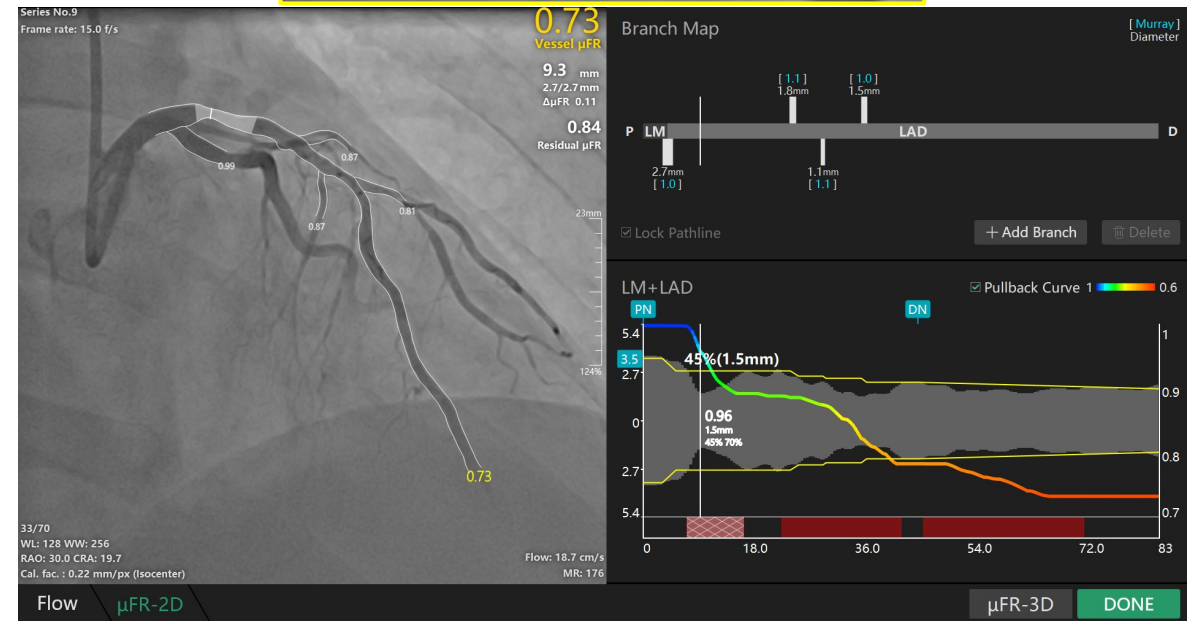 Series No.9
Frame rate: 15.0 f/s
0.73
Vessel μFR
9.3 mm
2.7/2.7mm
ΔμFR 0.11
0.84
Residual μFR
0.99
0.87
0.87
0.81
23mm
124%
0.73
33/70
WL: 128 WW: 256
RAO: 30.0 CRA: 19.7
Cal. fac. : 0.22 mm/px (Isocenter)
Flow: 18.7 cm/s
MR: 176
Branch Map
[ Murray ]
Diameter
[ 1.1 ]
1.8mm
[ 1.0 ]
1.5mm
P LM LAD D
2.7mm
[ 1.0 ]
1.1mm
[ 1.1 ]
Lock Pathline
+ Add Branch
Delete
LM+LAD
Pullback Curve 1 0.6
PN
DN
5.4
3.5
2.7
0
2.7
5.4
45%(1.5mm)
0.96
1.5mm
45% 70%
1
0.9
0.8
0.7
0 18.0 36.0 54.0 72.0 83
Flow
μFR-2D
μFR-3D
DONE